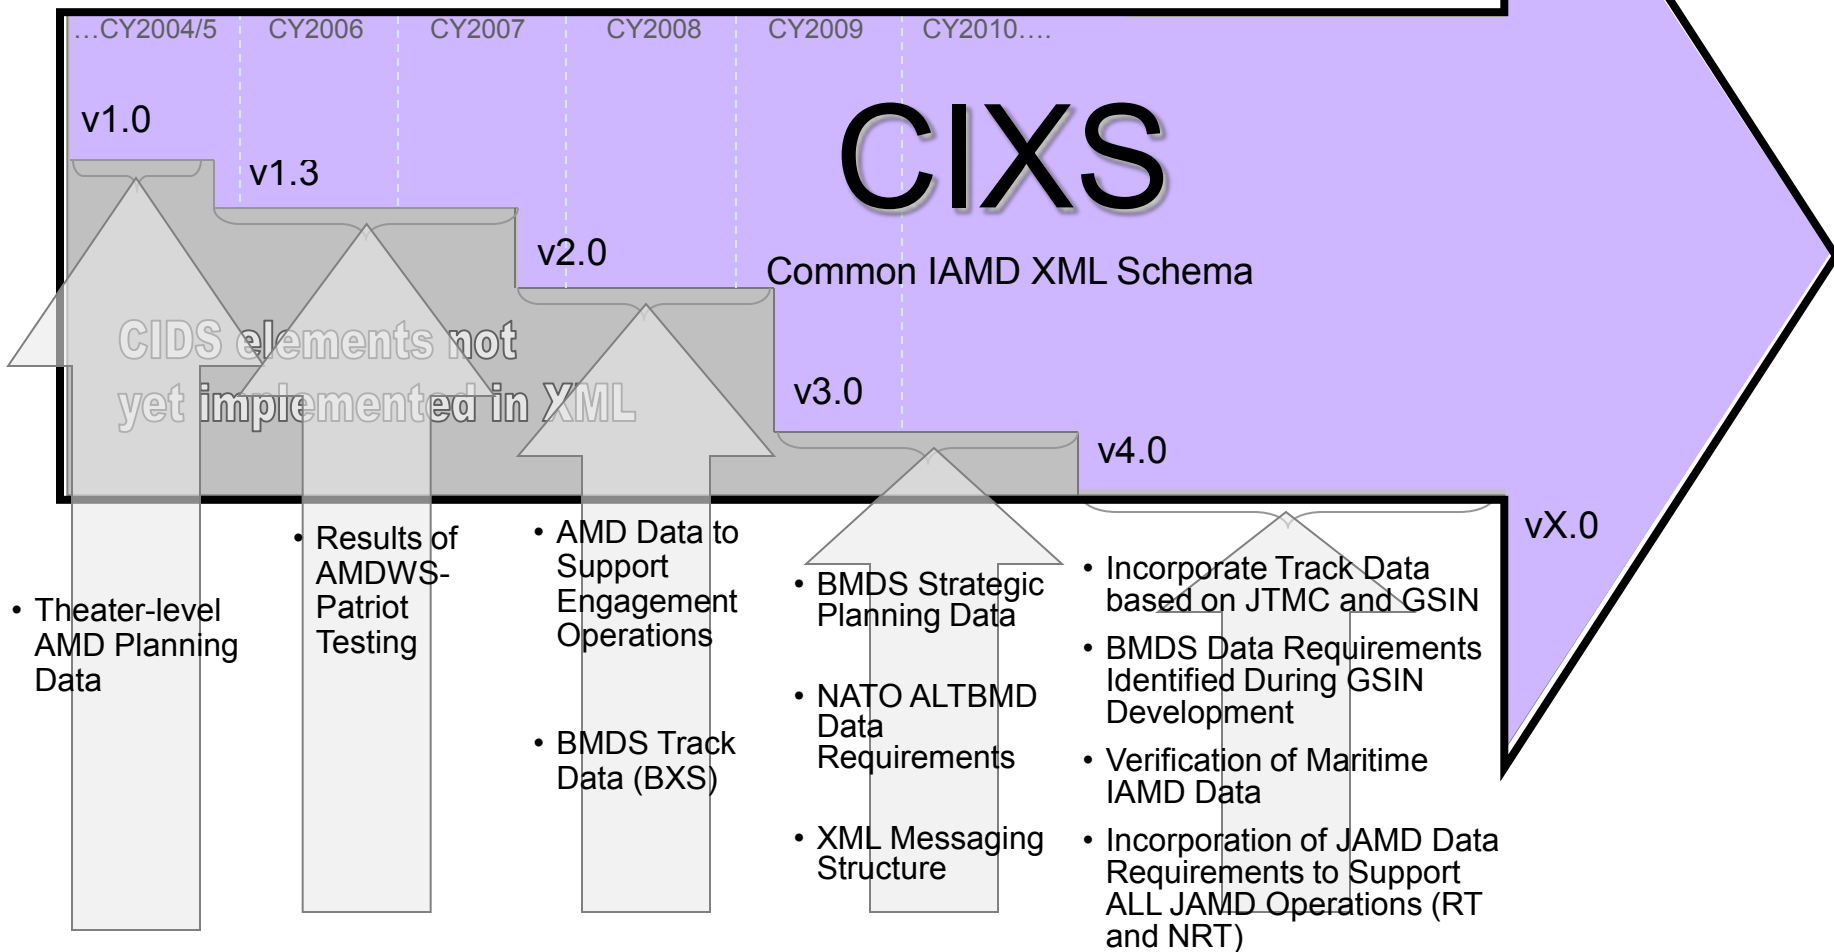 …CY2004/5 CY2006 CY2007 CY2008 CY2009 CY2010….
v1.0
v1.3
v2.0
v3.0
v4.0
vX.0
CIXS
Common IAMD XML Schema
CIDS elements not
yet implemented in XML
• Theater-level
AMD Planning
Data
• Results of
AMDWS-
Patriot
Testing
• AMD Data to
Support
Engagement
Operations
• BMDS Track
Data (BXS)
• BMDS Strategic
Planning Data
• NATO ALTBMD
Data
Requirements
• XML Messaging
Structure
• Incorporate Track Data
based on JTMC and GSIN
• BMDS Data Requirements
Identified During GSIN
Development
• Verification of Maritime
IAMD Data
• Incorporation of JAMD Data
Requirements to Support
ALL JAMD Operations (RT
and NRT)